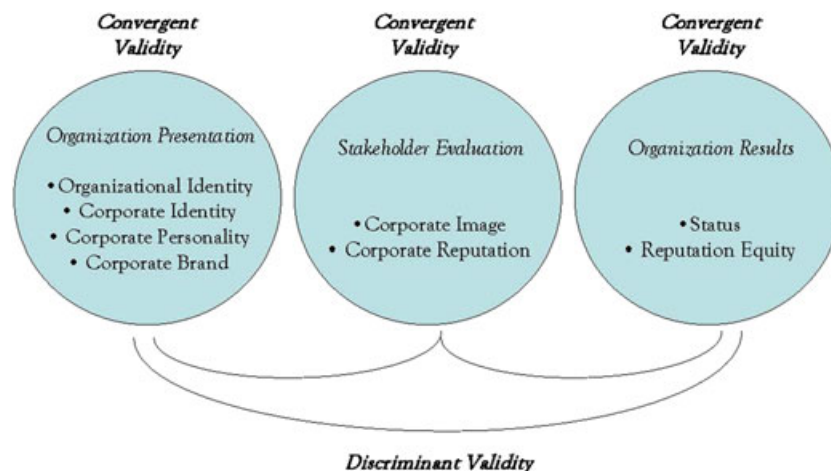 Convergent
Validity
Convergent
Validity
Convergent
Validity
Organization Presentation
• Organizational Identity
• Corporate Identity
• Corporate Personality
• Corporate Brand
Stakeholder Evaluation
• Corporate Image
• Corporate Reputation
Organization Results
• Status
• Reputation Equity
Discriminant Validity